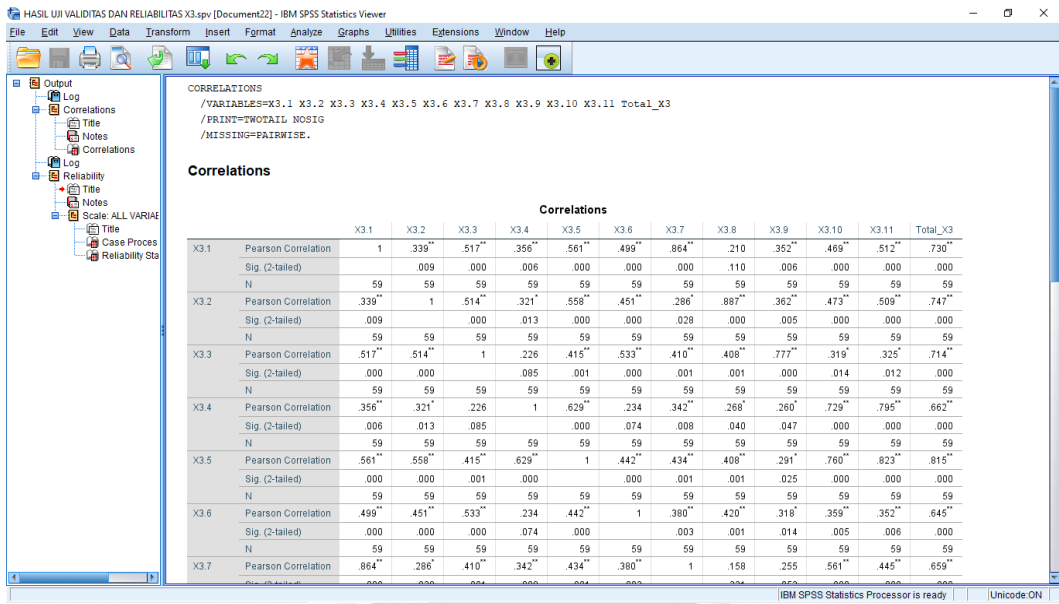 HASIL UJI VALIDITAS DAN RELIABILITAS X3.spv [Document22] - IBM SPSS Statistics Viewer
File Edit View Data Transform Insert Format Analyze Graphs Utilities Extensions Window Help
Output
Log
Correlations
Title
Notes
Correlations
Log
Reliability
Title
Notes
Scale: ALL VARIAE
Title
Case Proces
Reliability Sta
CORRELATIONS
/VARIABLES=X3.1 X3.2 X3.3 X3.4 X3.5 X3.6 X3.7 X3.8 X3.9 X3.10 X3.11 Total_X3
/PRINT=TWOTAIL NOSIG
/MISSING=PAIRWISE.
Correlations
Correlations
X3.1 X3.2 X3.3 X3.4 X3.5 X3.6 X3.7 X3.8 X3.9 X3.10 X3.11 Total_X3
X3.1 Pearson Correlation 1 .339** .517** .356** .561** .499** .864** .210 .352** .469** .512** .730**
Sig. (2-tailed) .009 .000 .006 .000 .000 .000 .110 .006 .000 .000 .000
N 59 59 59 59 59 59 59 59 59 59 59 59
X3.2 Pearson Correlation .339** 1 .514** .321* .558** .451** .286* .887** .362** .473** .509** .747**
Sig. (2-tailed) .009 .000 .013 .000 .000 .028 .000 .005 .000 .000 .000
N 59 59 59 59 59 59 59 59 59 59 59 59
X3.3 Pearson Correlation .517** .514** 1 .226 .415** .533** .410** .408** .777** .319* .325* .714**
Sig. (2-tailed) .000 .000 .085 .001 .000 .001 .001 .000 .014 .012 .000
N 59 59 59 59 59 59 59 59 59 59 59 59
X3.4 Pearson Correlation .356** .321* .226 1 .629** .234 .342** .268* .260* .729** .795** .662**
Sig. (2-tailed) .006 .013 .085 .000 .074 .008 .040 .047 .000 .000 .000
N 59 59 59 59 59 59 59 59 59 59 59 59
X3.5 Pearson Correlation .561** .558** .415** .629** 1 .442** .434** .408** .291* .760** .823** .815**
Sig. (2-tailed) .000 .000 .001 .000 .000 .001 .001 .025 .000 .000 .000
N 59 59 59 59 59 59 59 59 59 59 59 59
X3.6 Pearson Correlation .499** .451** .533** .234 .442** 1 .380** .420** .318* .359** .352** .645**
Sig. (2-tailed) .000 .000 .000 .074 .000 .003 .001 .014 .005 .006 .000
N 59 59 59 59 59 59 59 59 59 59 59 59
X3.7 Pearson Correlation .864** .286* .410** .342** .434** .380** 1 .158 .255 .561** .445** .659**
IBM SPSS Statistics Processor is ready Unicode:ON